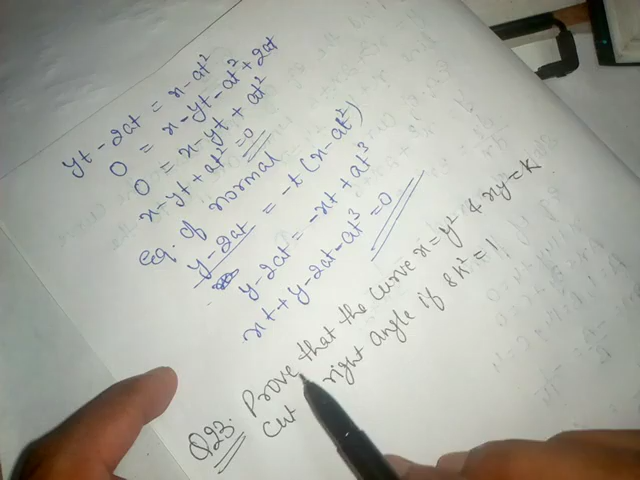 yt - 2at = x - at²
0 = x - yt - at² + 2at
0 = x - yt + at²
x + yt + at² = 0
Eq. of normal
y - 2at = -t (x - at²)
y - 2at = -xt + at³
xt + y - 2at - at³ = 0
Q23. Prove that the curve x = y² & xy = K
Cut right angle if 8K² = 1